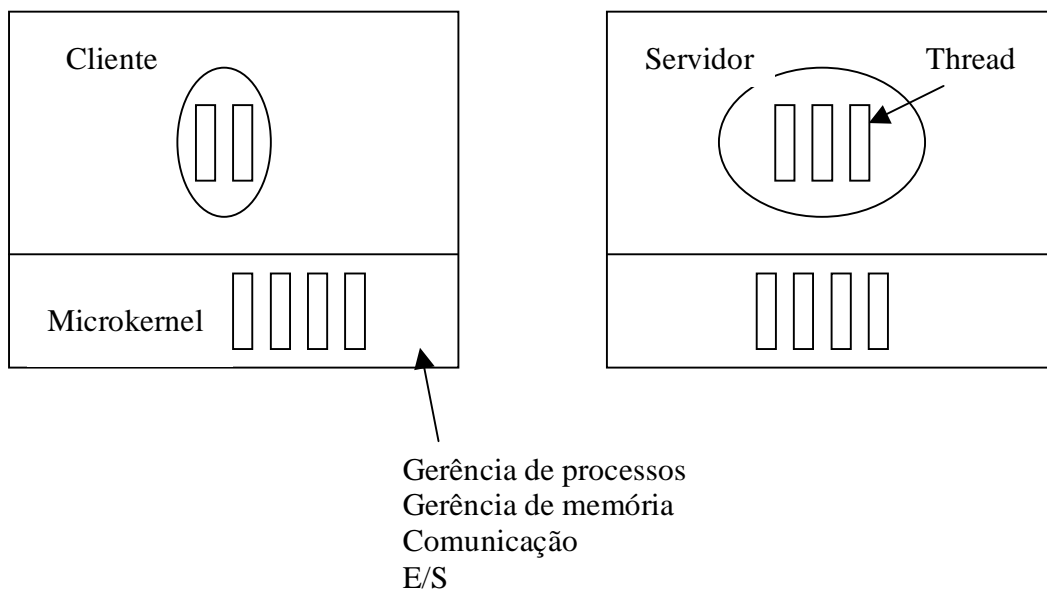 Cliente
Servidor
Thread
Microkernel
Gerência de processos
Gerência de memória
Comunicação
E/S